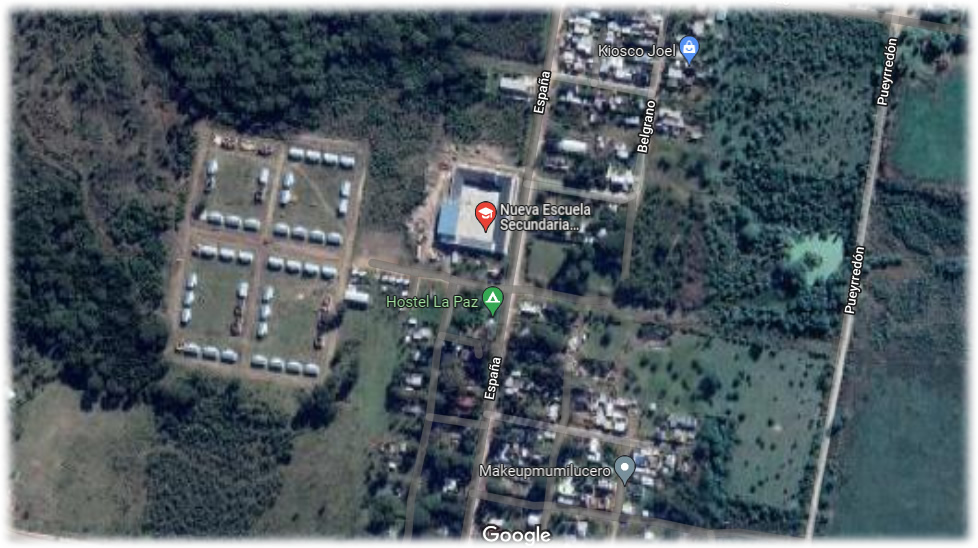 Kiosco Joel
España
Belgrano
Pueyrredón
Nueva Escuela
Secundaria...
Pueyrredón
Hostel La Paz
España
Makeupmumilucero
Google